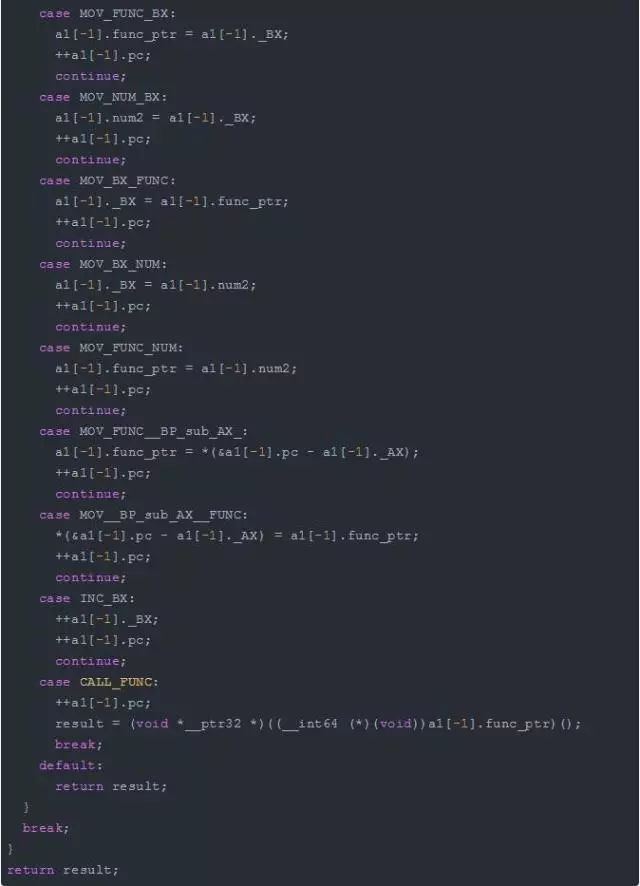 case MOV_FUNC_BX:
a1[-1].func_ptr = a1[-1]._BX;
++a1[-1].pc;
continue;
case MOV_NUM_BX:
a1[-1].num2 = a1[-1]._BX;
++a1[-1].pc;
continue;
case MOV_BX_FUNC:
a1[-1]._BX = a1[-1].func_ptr;
++a1[-1].pc;
continue;
case MOV_BX_NUM:
a1[-1]._BX = a1[-1].num2;
++a1[-1].pc;
continue;
case MOV_FUNC_NUM:
a1[-1].func_ptr = a1[-1].num2;
++a1[-1].pc;
continue;
case MOV_FUNC__BP_sub_AX_:
a1[-1].func_ptr = *(&a1[-1].pc - a1[-1]._AX);
++a1[-1].pc;
continue;
case MOV__BP_sub_AX__FUNC:
*(&a1[-1].pc - a1[-1]._AX) = a1[-1].func_ptr;
++a1[-1].pc;
continue;
case INC_BX:
++a1[-1]._BX;
++a1[-1].pc;
continue;
case CALL_FUNC:
++a1[-1].pc;
result = (void *__ptr32 *)((__int64 (*)(void))a1[-1].func_ptr)();
break;
default:
return result;
}
break;
}
return result;